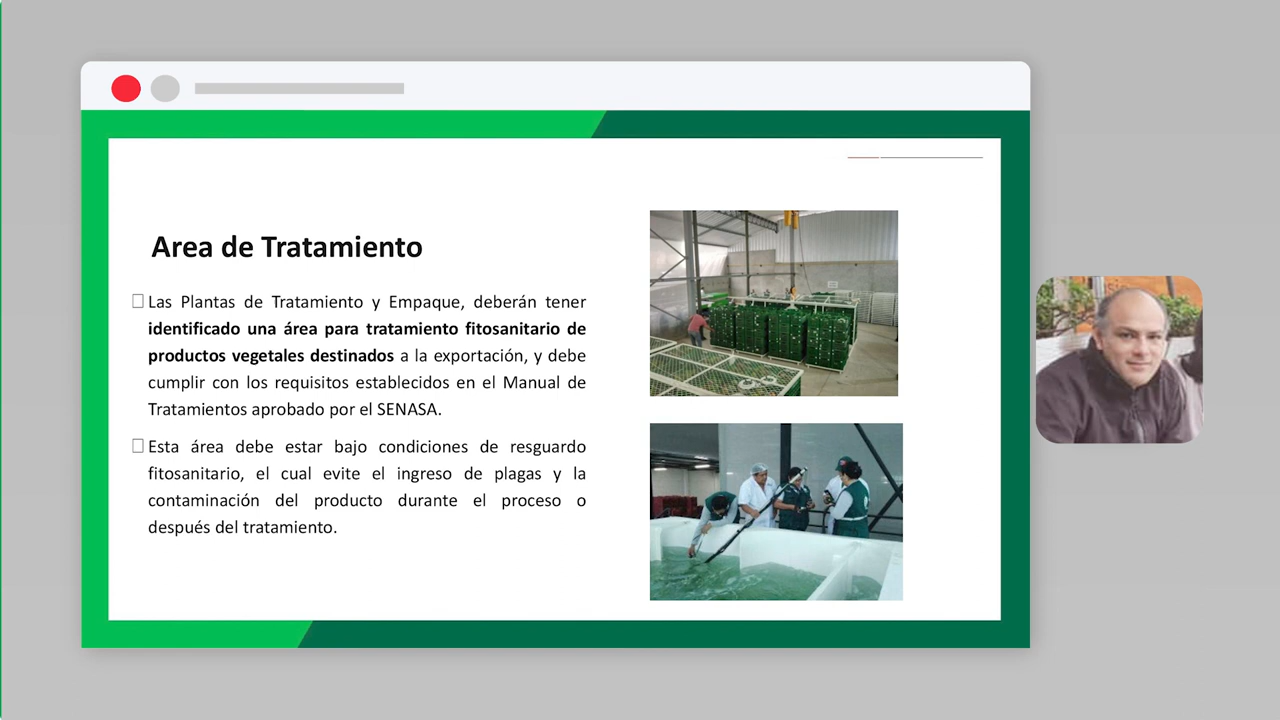 Area de Tratamiento
Las Plantas de Tratamiento y Empaque, deberán tener
identificado una área para tratamiento fitosanitario de
productos vegetales destinados a la exportación, y debe
cumplir con los requisitos establecidos en el Manual de
Tratamientos aprobado por el SENASA.
Esta área debe estar bajo condiciones de resguardo
fitosanitario, el cual evite el ingreso de plagas y la
contaminación del producto durante el proceso o
después del tratamiento.